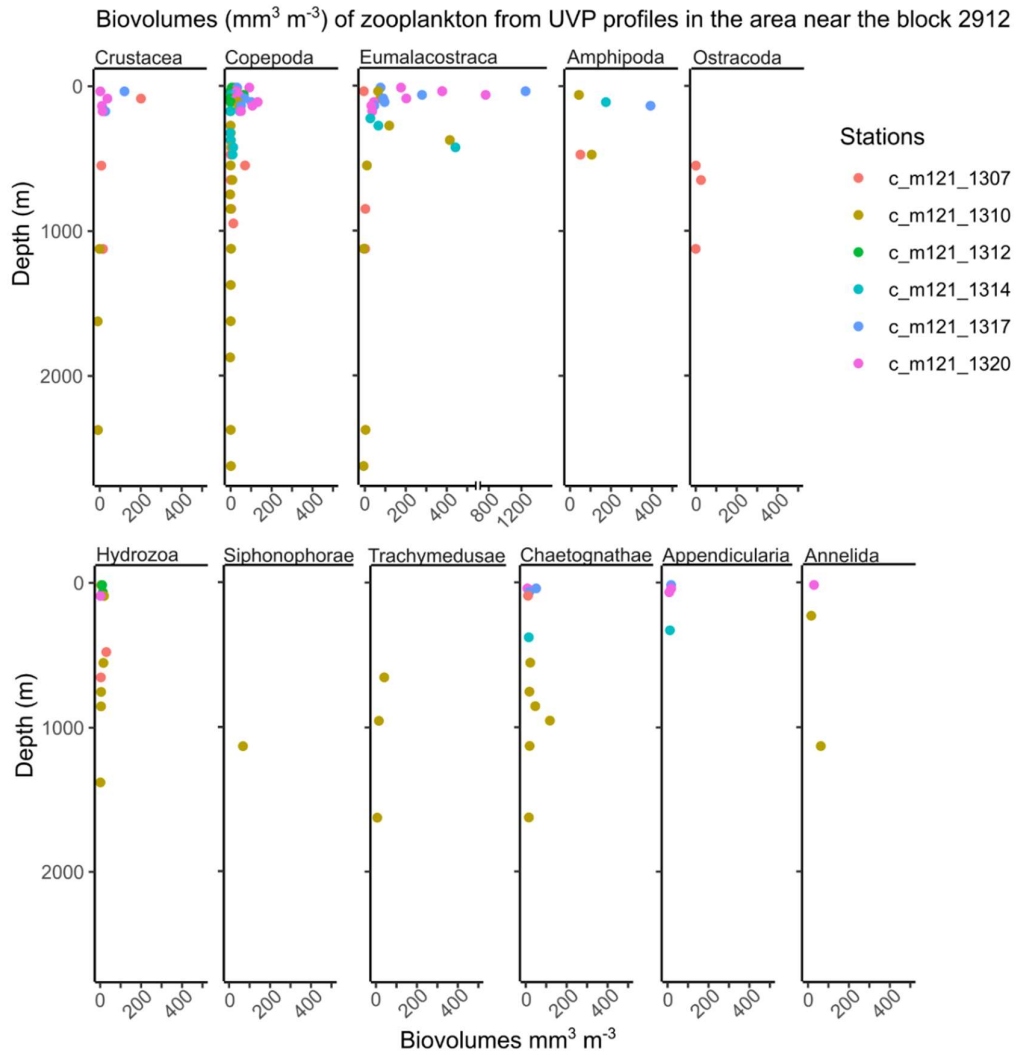 Biovolumes (mm³ m⁻³) of zooplankton from UVP profiles in the area near the block 2912
Crustacea Copepoda Eumalacostraca Amphipoda Ostracoda
0
1000
2000
Depth (m)
0 200 400 0 200 400 0 200 400 800 1200 0 200 400 0 200 400
Stations
c_m121_1307
c_m121_1310
c_m121_1312
c_m121_1314
c_m121_1317
c_m121_1320
Hydrozoa Siphonophorae Trachymedusae Chaetognathae Appendicularia Annelida
0
1000
2000
Depth (m)
0 200 400 0 200 400 0 200 400 0 200 400 0 200 400 0 200 400
Biovolumes mm³ m⁻³